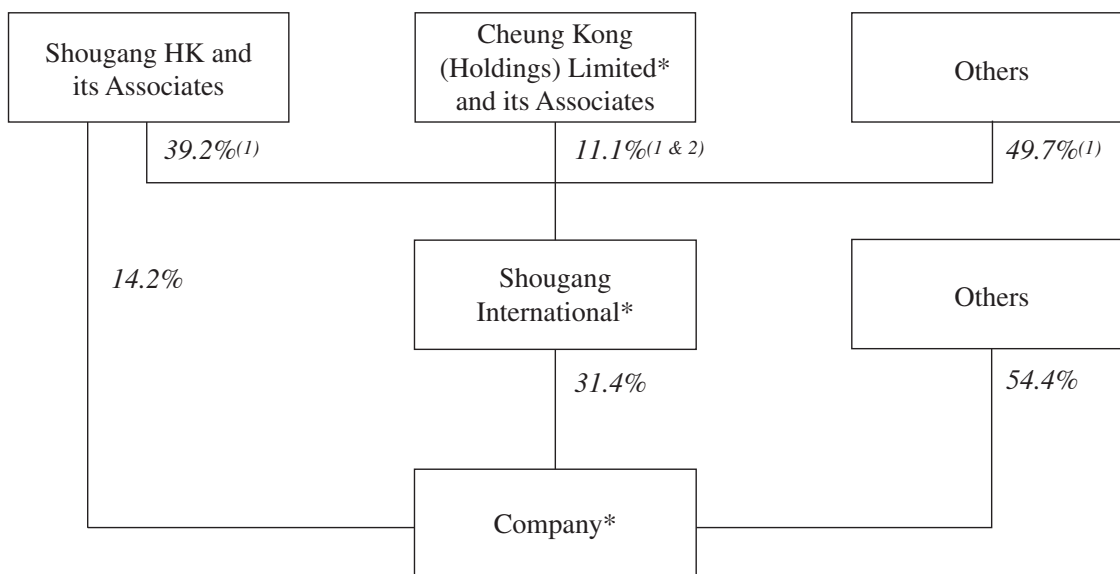 Shougang HK and
its Associates
Cheung Kong
(Holdings) Limited*
and its Associates
Others
39.2%(1)
11.1%(1 & 2)
49.7%(1)
14.2%
Shougang
International*
Others
31.4%
54.4%
Company*